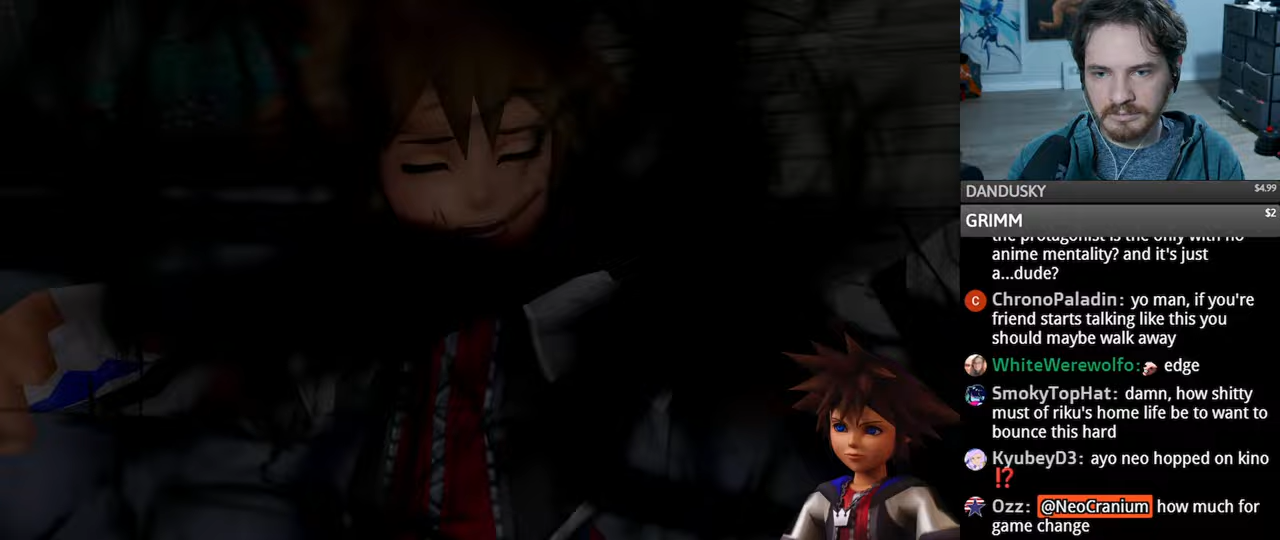 DANDUSKY $4.99
GRIMM $2
the protagonist is the only with no
anime mentality? and it's just
a...dude?
ChronoPaladin: yo man, if you're
friend starts talking like this you
should maybe walk away
WhiteWerewolfo: edge
SmokyTopHat: damn, how shitty
must of riku's home life be to want to
bounce this hard
KyubeyD3: ayo neo hopped on kino
⁉
Ozz: @NeoCranium how much for
game change